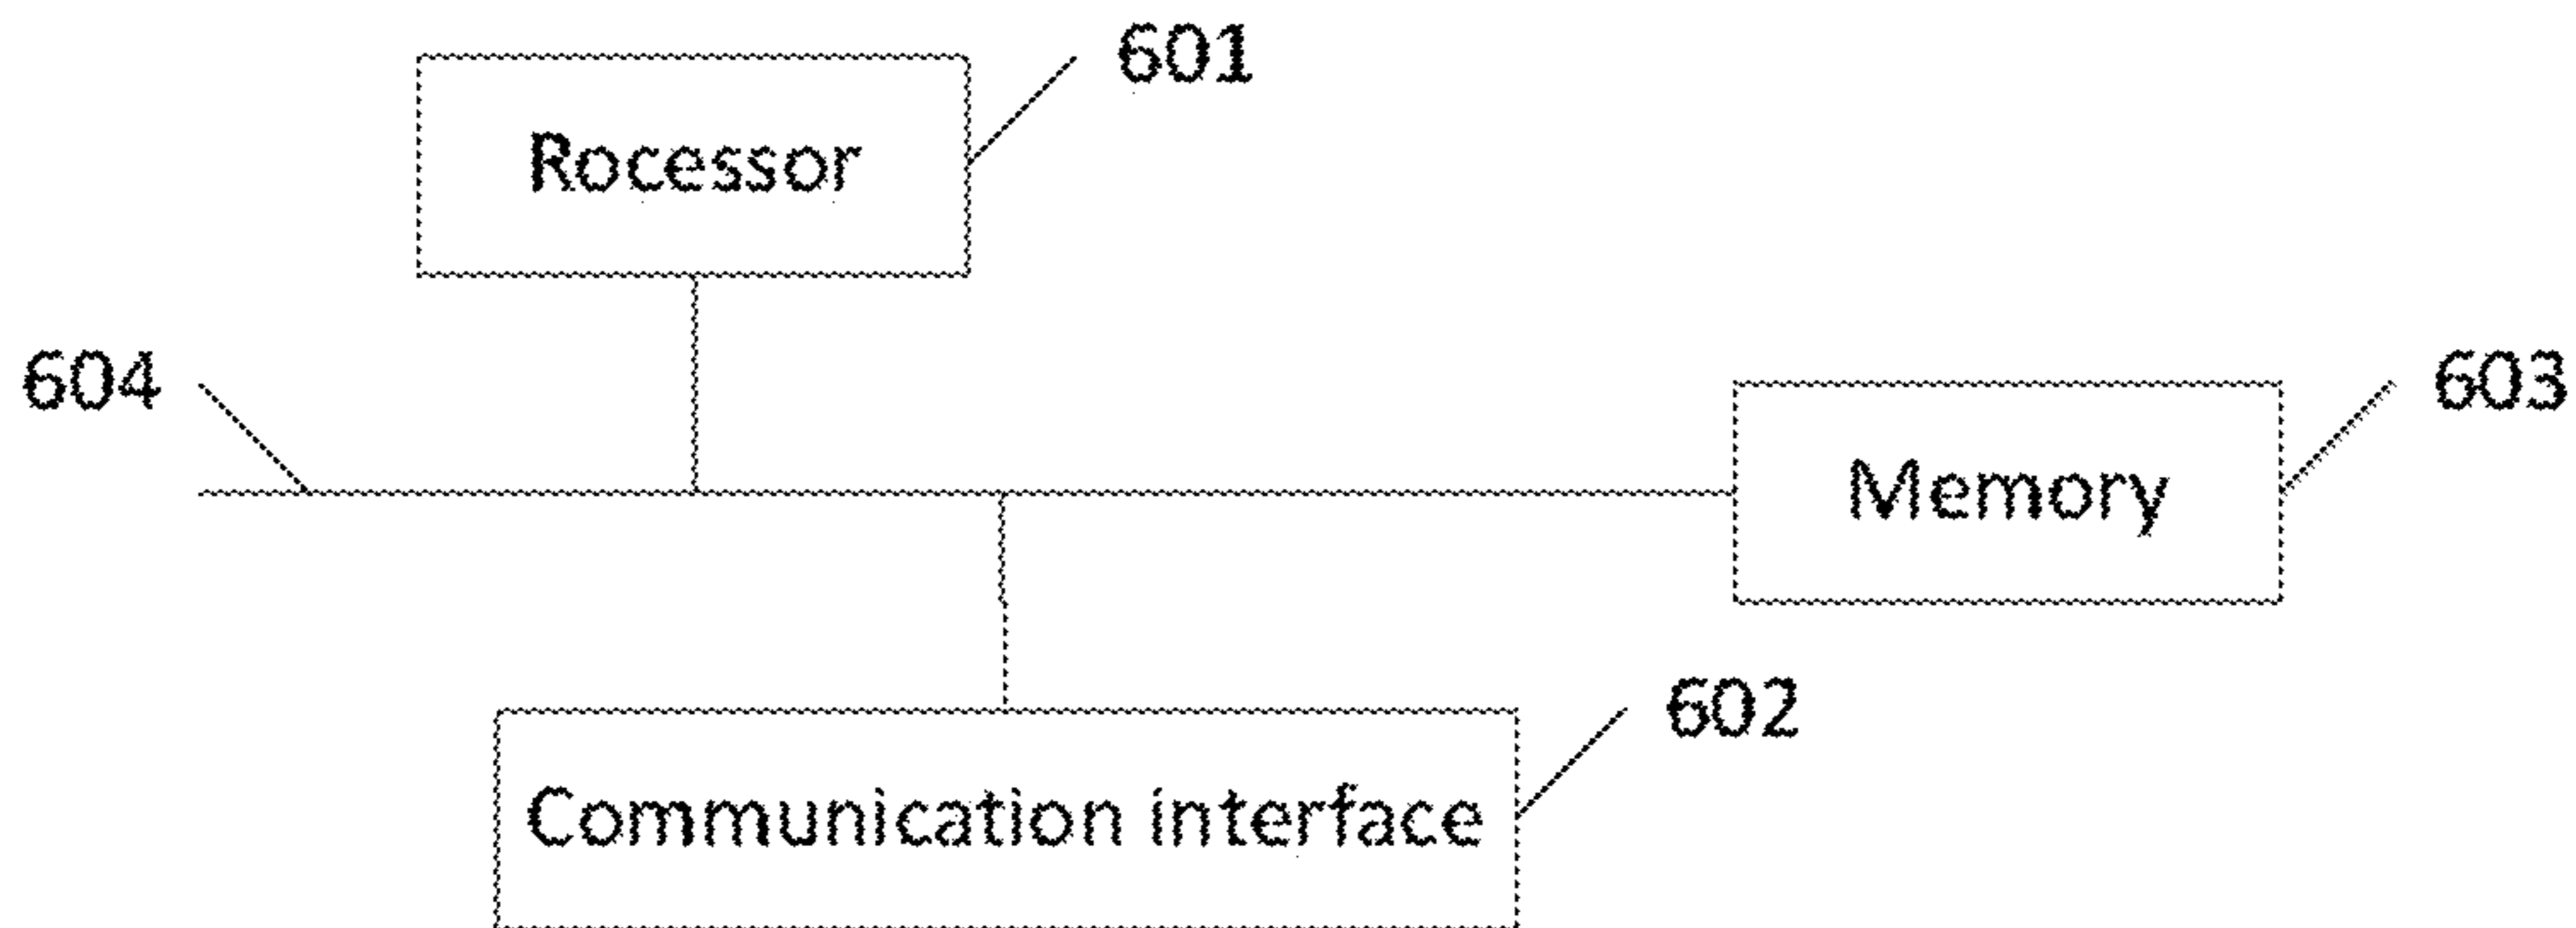 601
Rocessor
604
603
Memory
602
Communication interface